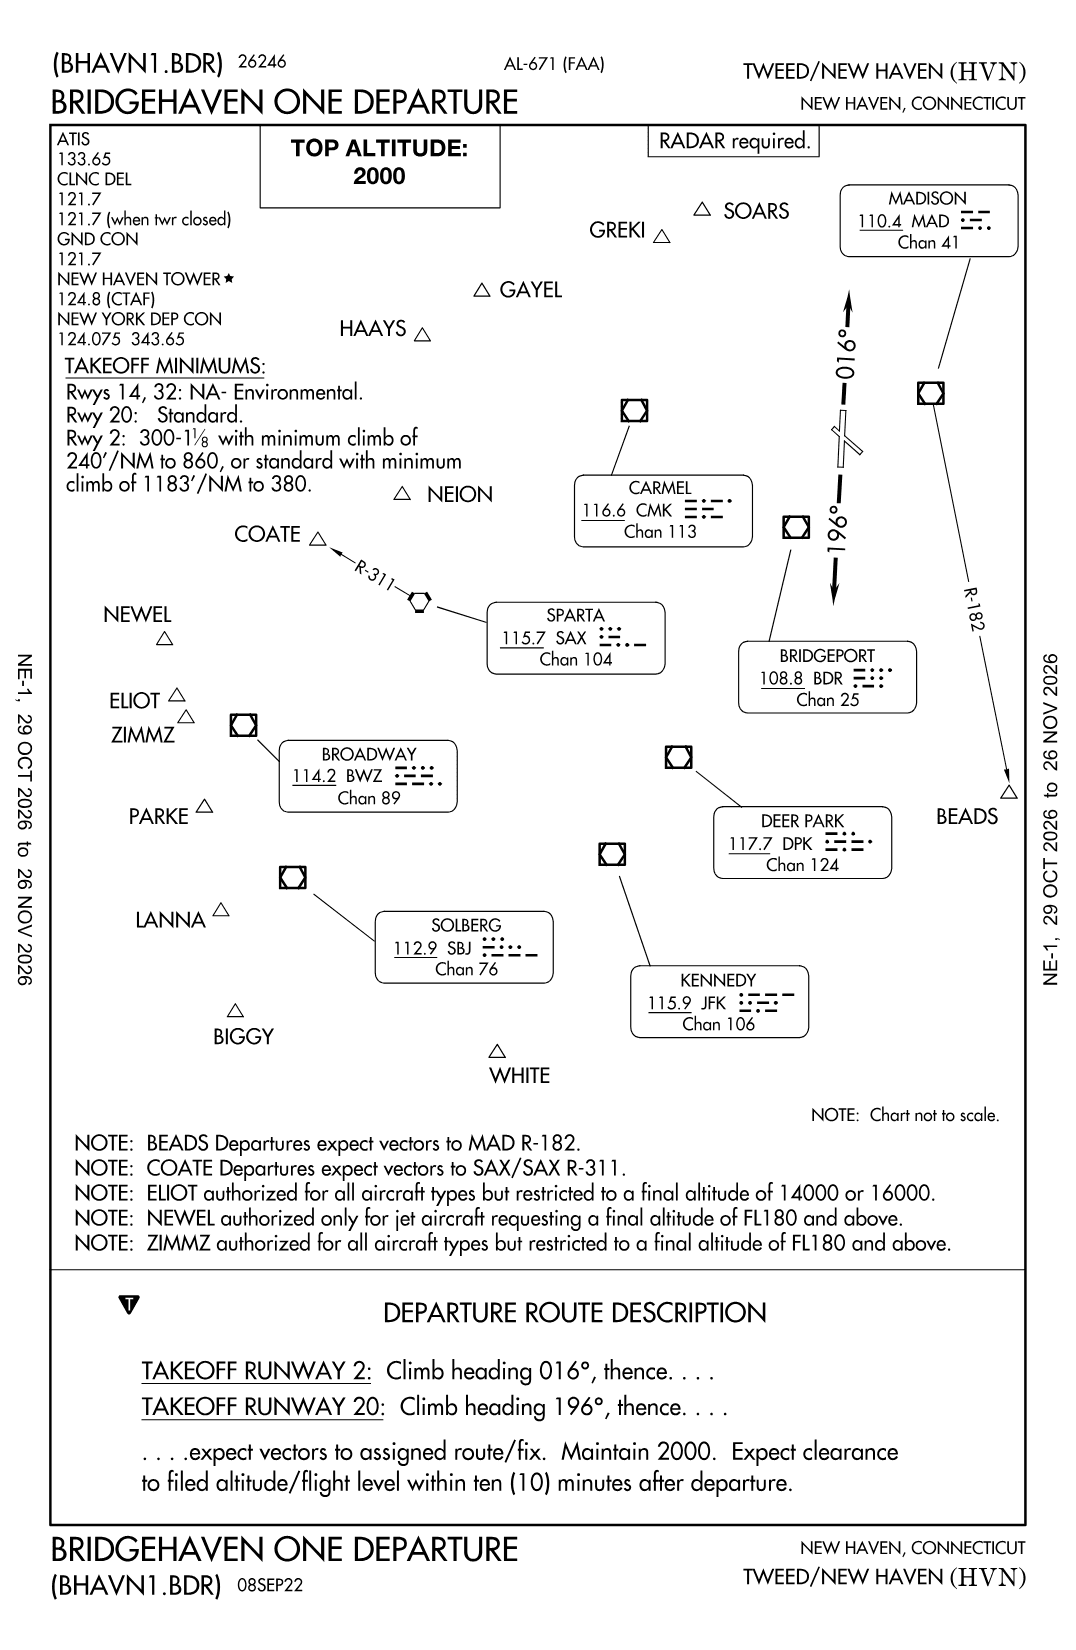 (BHAVN1.BDR) 26246
AL-671 (FAA)
TWEED/NEW HAVEN (HVN)
BRIDGEHAVEN ONE DEPARTURE
NEW HAVEN, CONNECTICUT
ATIS
133.65
CLNC DEL
121.7
121.7 (when twr closed)
GND CON
121.7
NEW HAVEN TOWER★
124.8 (CTAF)
NEW YORK DEP CON
124.075 343.65
TOP ALTITUDE:
2000
RADAR required.
MADISON
110.4 MAD
Chan 41
SOARS
GREKI
GAYEL
HAAYS
016°
196°
TAKEOFF MINIMUMS:
Rwys 14, 32: NA- Environmental.
Rwy 20: Standard.
Rwy 2: 300-1⅛ with minimum climb of
240'/NM to 860, or standard with minimum
climb of 1183'/NM to 380.
NEION
CARMEL
116.6 CMK
Chan 113
COATE
R-311
NEWEL
SPARTA
115.7 SAX
Chan 104
R-182
BRIDGEPORT
108.8 BDR
Chan 25
ELIOT
ZIMMZ
BROADWAY
114.2 BWZ
Chan 89
PARKE
BEADS
DEER PARK
117.7 DPK
Chan 124
LANNA
SOLBERG
112.9 SBJ
Chan 76
KENNEDY
115.9 JFK
Chan 106
BIGGY
WHITE
NOTE: Chart not to scale.
NOTE: BEADS Departures expect vectors to MAD R-182.
NOTE: COATE Departures expect vectors to SAX/SAX R-311.
NOTE: ELIOT authorized for all aircraft types but restricted to a final altitude of 14000 or 16000.
NOTE: NEWEL authorized only for jet aircraft requesting a final altitude of FL180 and above.
NOTE: ZIMMZ authorized for all aircraft types but restricted to a final altitude of FL180 and above.
T
DEPARTURE ROUTE DESCRIPTION
TAKEOFF RUNWAY 2: Climb heading 016°, thence. . . .
TAKEOFF RUNWAY 20: Climb heading 196°, thence. . . .
. . . .expect vectors to assigned route/fix. Maintain 2000. Expect clearance
to filed altitude/flight level within ten (10) minutes after departure.
BRIDGEHAVEN ONE DEPARTURE
NEW HAVEN, CONNECTICUT
(BHAVN1.BDR) 08SEP22
TWEED/NEW HAVEN (HVN)
NE-1, 29 OCT 2026 to 26 NOV 2026
NE-1, 29 OCT 2026 to 26 NOV 2026